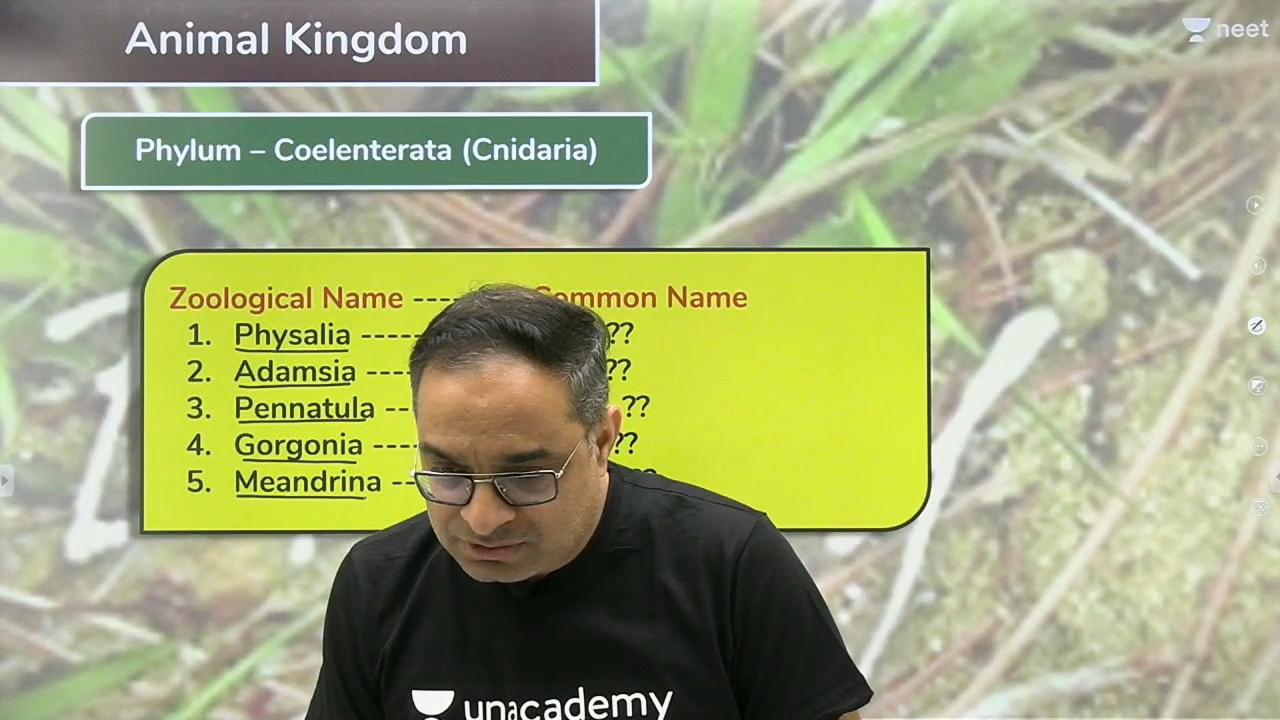 Animal Kingdom
neet
Phylum – Coelenterata (Cnidaria)
Zoological Name ---- Common Name
1. Physalia ----- ??
2. Adamsia ---- ??
3. Pennatula -- ??
4. Gorgonia ---- ??
5. Meandrina -- ??
unacademy